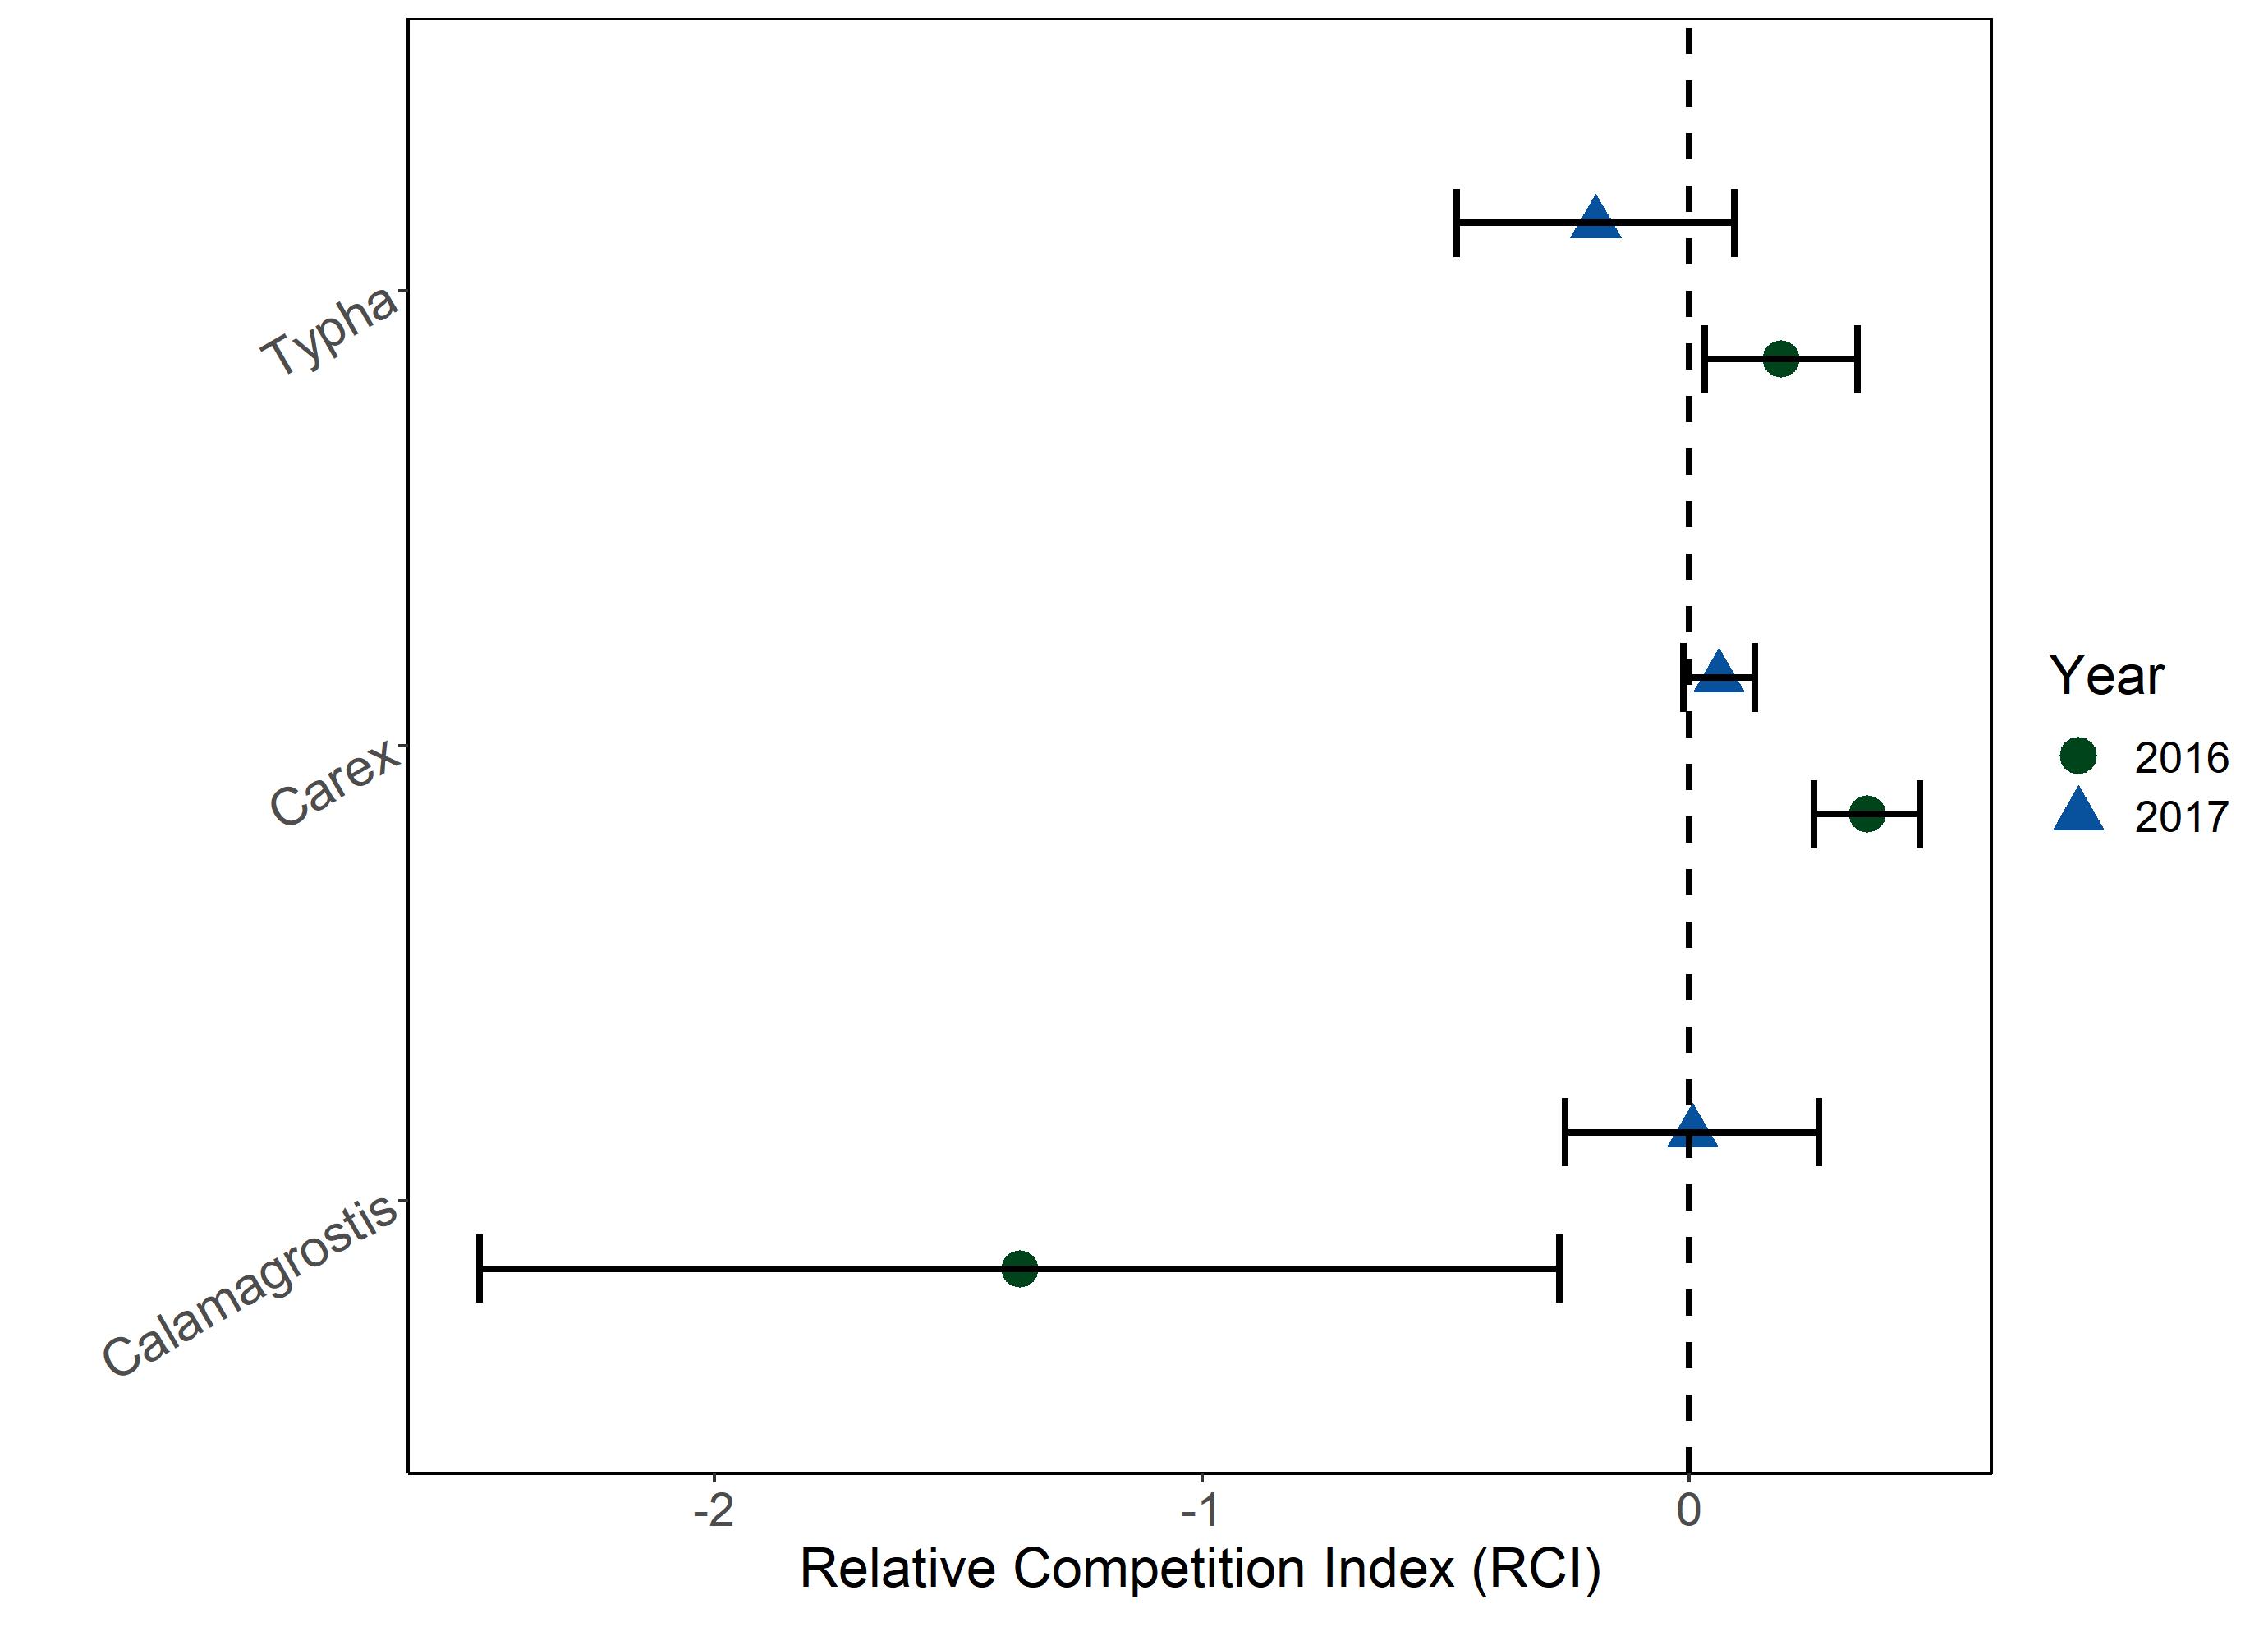 Typha
Carex
Calamagrostis
-2
-1
0
Relative Competition Index (RCI)
Year
2016
2017